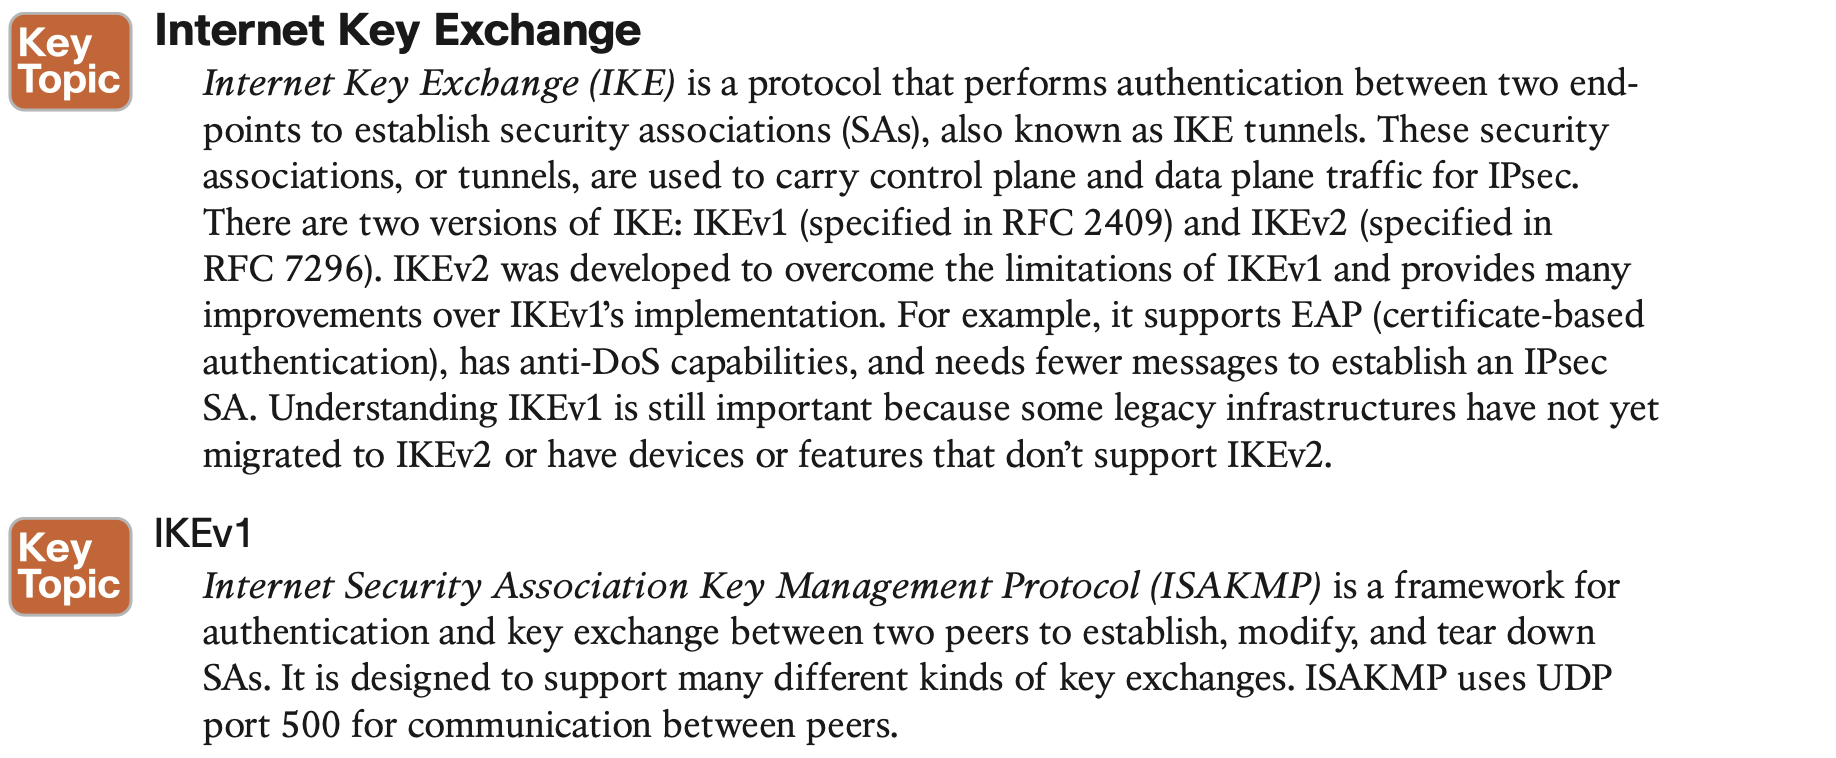 Key
Topic
Internet Key Exchange
Internet Key Exchange (IKE) is a protocol that performs authentication between two end-
points to establish security associations (SAs), also known as IKE tunnels. These security
associations, or tunnels, are used to carry control plane and data plane traffic for IPsec.
There are two versions of IKE: IKEv1 (specified in RFC 2409) and IKEv2 (specified in
RFC 7296). IKEv2 was developed to overcome the limitations of IKEv1 and provides many
improvements over IKEv1’s implementation. For example, it supports EAP (certificate-based
authentication), has anti-DoS capabilities, and needs fewer messages to establish an IPsec
SA. Understanding IKEv1 is still important because some legacy infrastructures have not yet
migrated to IKEv2 or have devices or features that don’t support IKEv2.
Key
Topic
IKEv1
Internet Security Association Key Management Protocol (ISAKMP) is a framework for
authentication and key exchange between two peers to establish, modify, and tear down
SAs. It is designed to support many different kinds of key exchanges. ISAKMP uses UDP
port 500 for communication between peers.